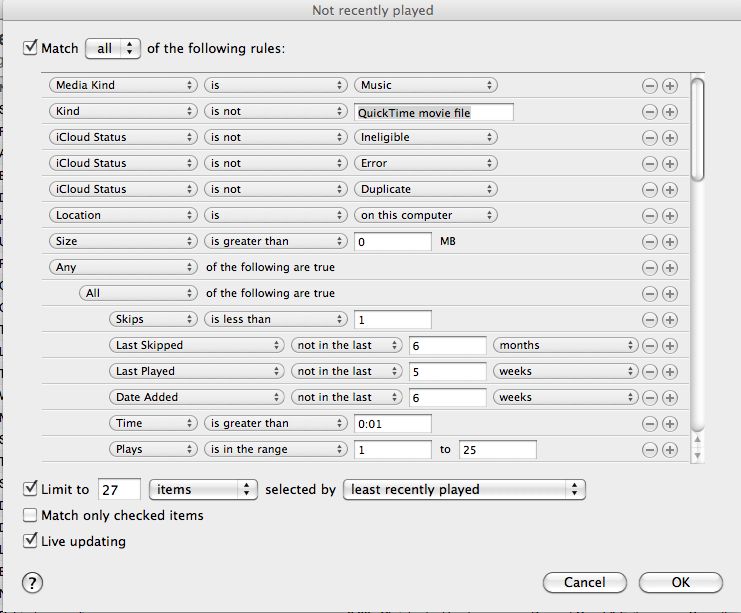 Not recently played
Match all of the following rules:
Media Kind is Music
Kind is not QuickTime movie file
iCloud Status is not Ineligible
iCloud Status is not Error
iCloud Status is not Duplicate
Location is on this computer
Size is greater than 0 MB
Any of the following are true
All of the following are true
Skips is less than 1
Last Skipped not in the last 6 months
Last Played not in the last 5 weeks
Date Added not in the last 6 weeks
Time is greater than 0:01
Plays is in the range 1 to 25
Limit to 27 items selected by least recently played
Match only checked items
Live updating
? Cancel OK